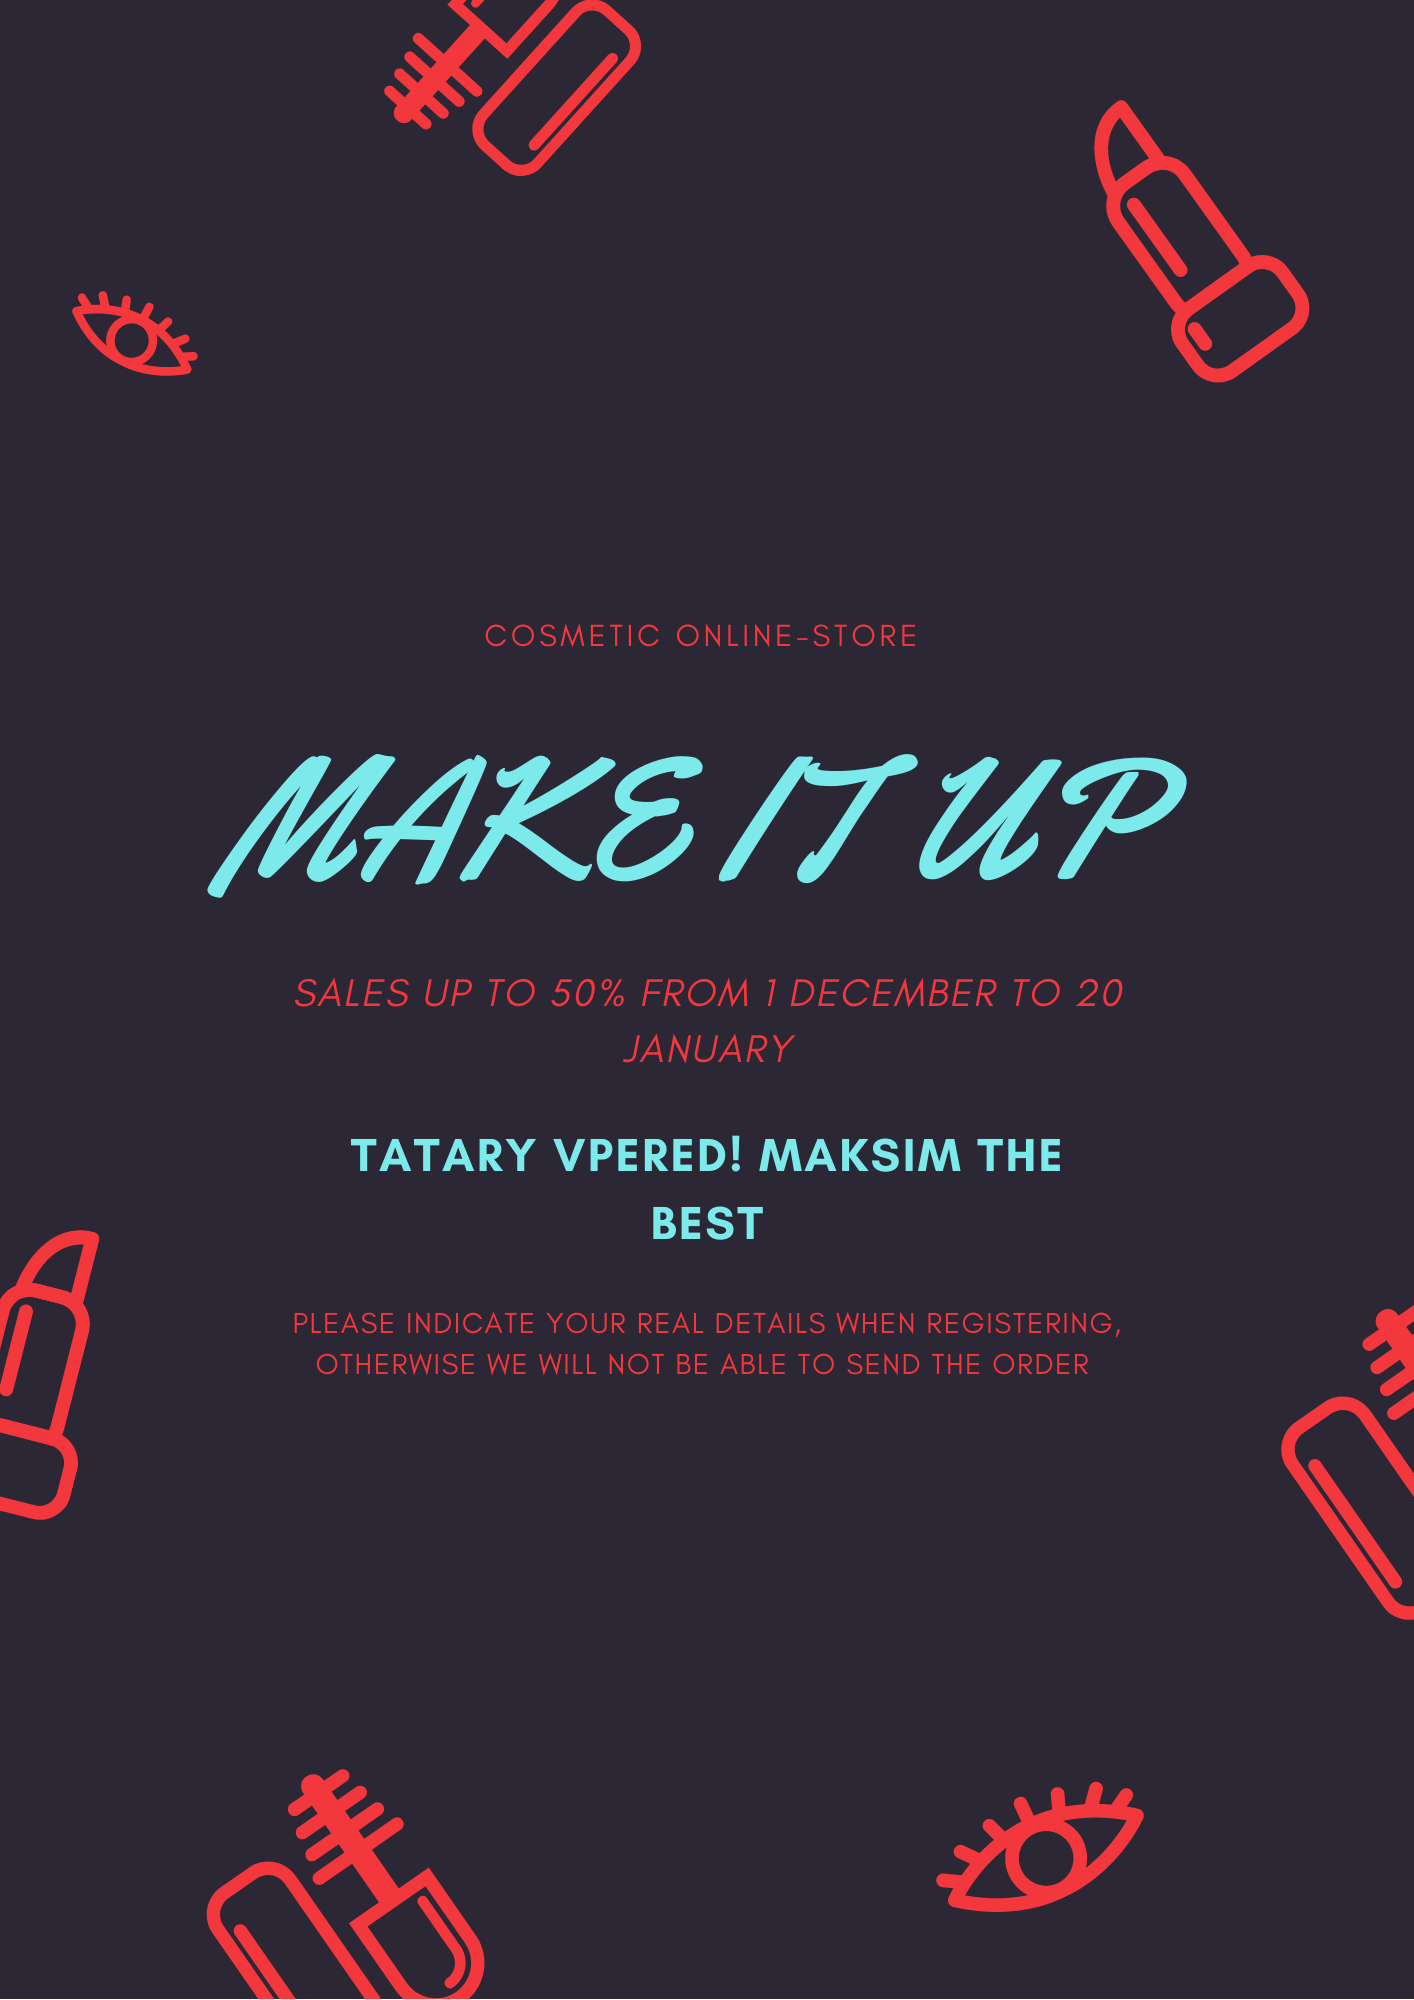 COSMETIC ONLINE-STORE
MAKE IT UP
SALES UP TO 50% FROM 1 DECEMBER TO 20
JANUARY
TATARY VPERED! MAKSIM THE
BEST
PLEASE INDICATE YOUR REAL DETAILS WHEN REGISTERING,
OTHERWISE WE WILL NOT BE ABLE TO SEND THE ORDER